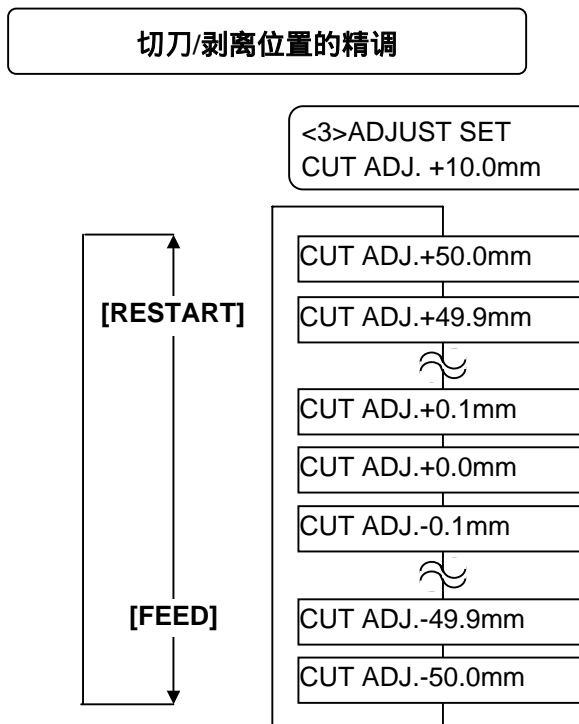 切刀/剥离位置的精调
<3>ADJUST SET
CUT ADJ. +10.0mm
CUT ADJ.+50.0mm
[RESTART]
CUT ADJ.+49.9mm
CUT ADJ.+0.1mm
CUT ADJ.+0.0mm
CUT ADJ.-0.1mm
[FEED]
CUT ADJ.-49.9mm
CUT ADJ.-50.0mm